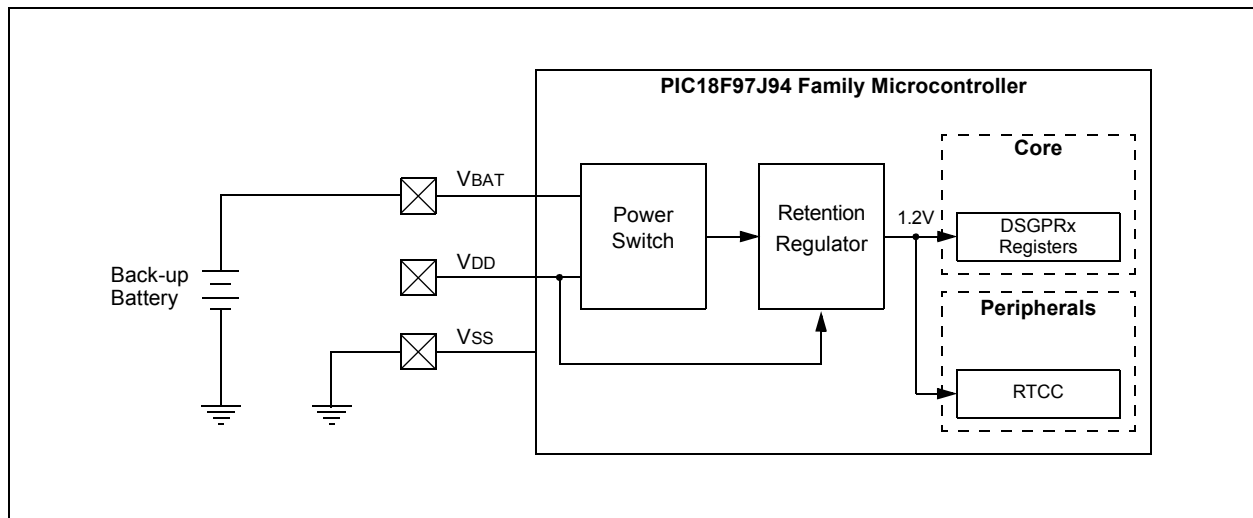 PIC18F97J94 Family Microcontroller
Core
VBAT
Power
Switch
Retention
Regulator
1.2V
DSGPRx
Registers
VDD
Back-up
Battery
Peripherals
VSS
RTCC